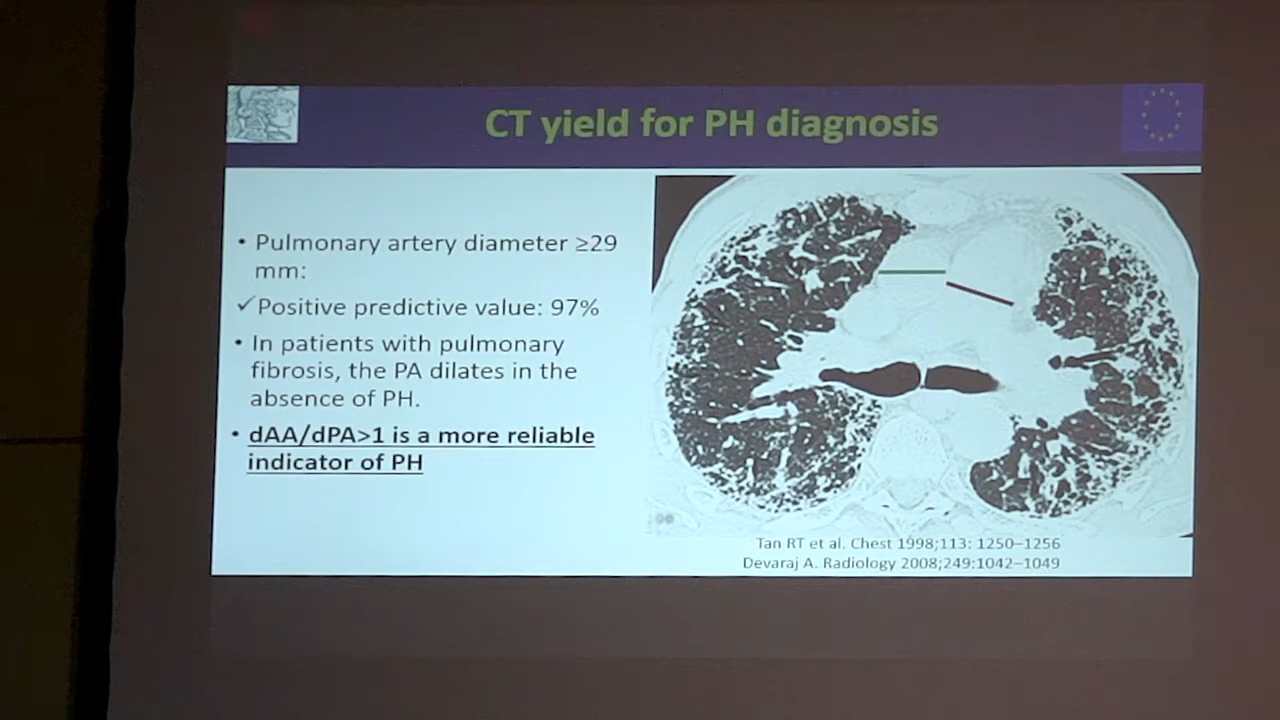 CT yield for PH diagnosis
• Pulmonary artery diameter ≥29
mm:
✓Positive predictive value: 97%
• In patients with pulmonary
fibrosis, the PA dilates in the
absence of PH.
• dAA/dPA>1 is a more reliable
indicator of PH
Tan RT et al. Chest 1998;113: 1250–1256
Devaraj A. Radiology 2008;249:1042–1049